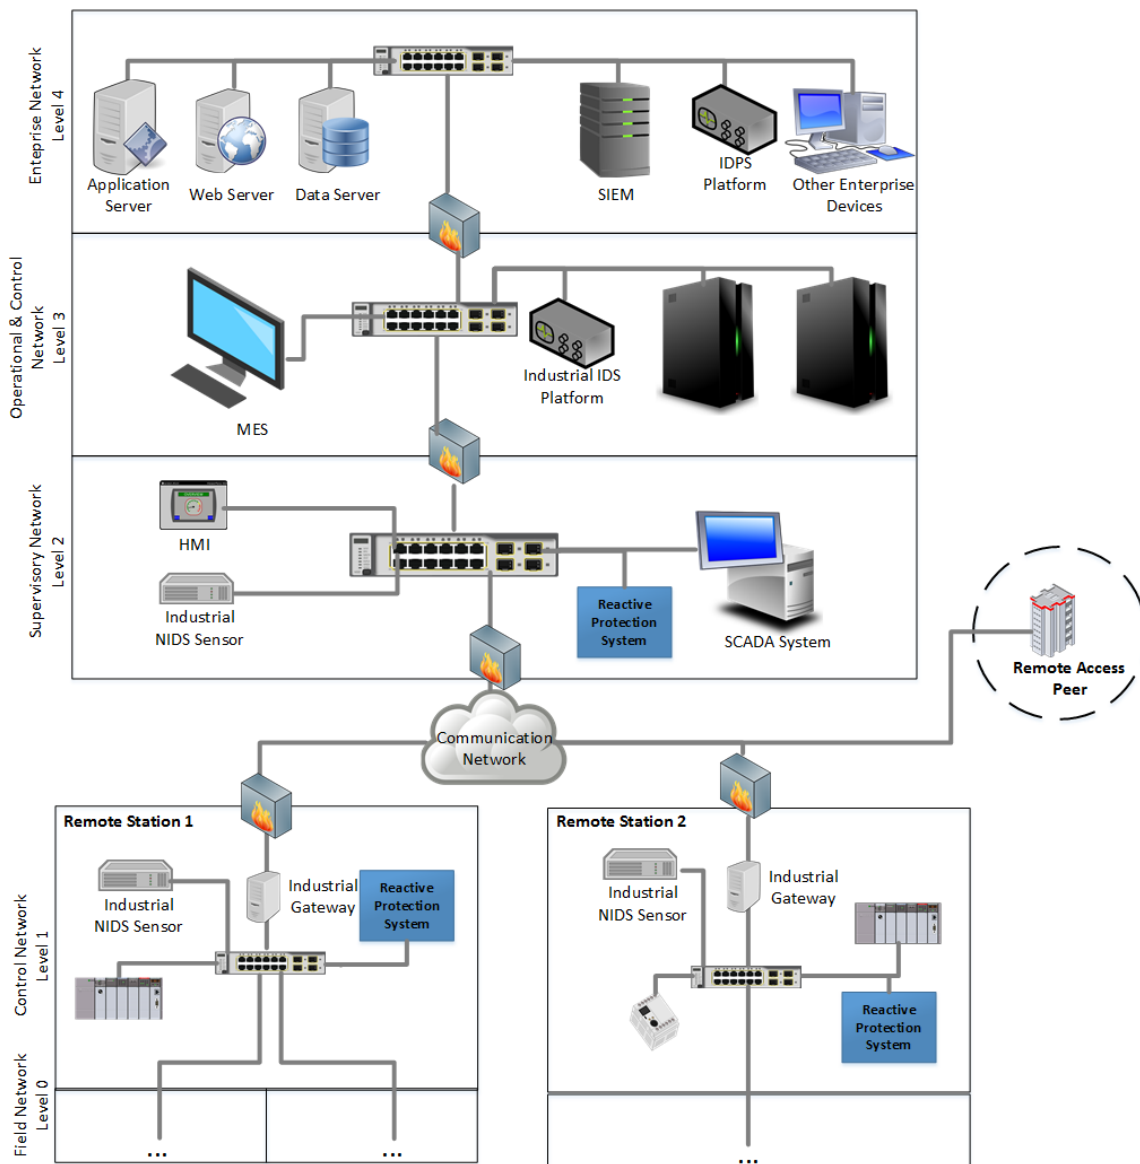 Enteprise Network
Level 4
Application
Server
Web Server
Data Server
SIEM
IDPS
Platform
Other Enterprise
Devices
Operational & Control
Network
Level 3
MES
Industrial IDS
Platform
Supervisory Network
Level 2
HMI
Industrial
NIDS Sensor
Reactive
Protection
System
SCADA System
Remote Access
Peer
Communication
Network
Control Network
Level 1
Remote Station 1
Industrial
NIDS Sensor
Industrial
Gateway
Reactive
Protection
System
Remote Station 2
Industrial
NIDS Sensor
Industrial
Gateway
Reactive
Protection
System
Field Network
Level 0
...
...
...